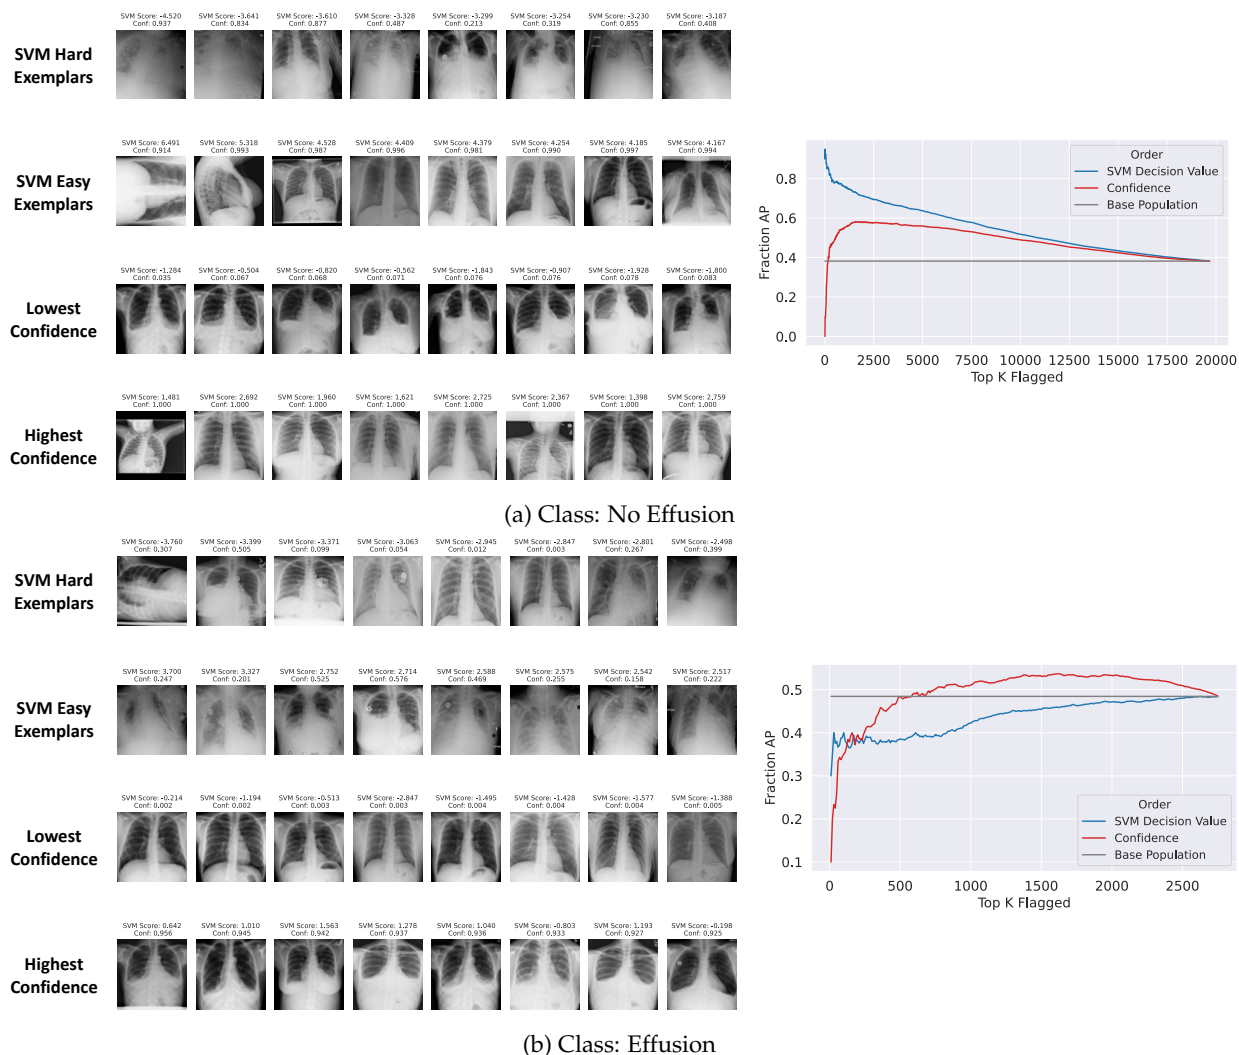 SVM Score: -4.520 SVM Score: -3.641 SVM Score: -3.610 SVM Score: -3.328 SVM Score: -3.299 SVM Score: -3.254 SVM Score: -3.230 SVM Score: -3.187
Conf: 0.937 Conf: 0.834 Conf: 0.877 Conf: 0.487 Conf: 0.213 Conf: 0.319 Conf: 0.855 Conf: 0.408
SVM Hard
Exemplars
SVM Score: 6.491 SVM Score: 5.318 SVM Score: 4.528 SVM Score: 4.409 SVM Score: 4.379 SVM Score: 4.254 SVM Score: 4.185 SVM Score: 4.167
Conf: 0.914 Conf: 0.993 Conf: 0.987 Conf: 0.996 Conf: 0.981 Conf: 0.990 Conf: 0.997 Conf: 0.994
SVM Easy
Exemplars
SVM Score: -1.284 SVM Score: -0.504 SVM Score: -0.820 SVM Score: -0.562 SVM Score: -1.843 SVM Score: -0.907 SVM Score: -1.928 SVM Score: -1.800
Conf: 0.035 Conf: 0.067 Conf: 0.068 Conf: 0.071 Conf: 0.076 Conf: 0.076 Conf: 0.078 Conf: 0.083
Lowest
Confidence
SVM Score: 1.481 SVM Score: 2.692 SVM Score: 1.960 SVM Score: 1.621 SVM Score: 2.725 SVM Score: 2.367 SVM Score: 1.398 SVM Score: 2.759
Conf: 1.000 Conf: 1.000 Conf: 1.000 Conf: 1.000 Conf: 1.000 Conf: 1.000 Conf: 1.000 Conf: 1.000
Highest
Confidence
Order
SVM Decision Value
Confidence
Base Population
Fraction AP
0.8
0.6
0.4
0.2
0.0
0 2500 5000 7500 10000 12500 15000 17500 20000
Top K Flagged
(a) Class: No Effusion
SVM Score: -3.760 SVM Score: -3.399 SVM Score: -3.371 SVM Score: -3.063 SVM Score: -2.945 SVM Score: -2.847 SVM Score: -2.801 SVM Score: -2.498
Conf: 0.307 Conf: 0.505 Conf: 0.099 Conf: 0.054 Conf: 0.012 Conf: 0.003 Conf: 0.267 Conf: 0.399
SVM Hard
Exemplars
SVM Score: 3.700 SVM Score: 3.327 SVM Score: 2.752 SVM Score: 2.714 SVM Score: 2.588 SVM Score: 2.575 SVM Score: 2.542 SVM Score: 2.517
Conf: 0.247 Conf: 0.201 Conf: 0.525 Conf: 0.576 Conf: 0.469 Conf: 0.255 Conf: 0.158 Conf: 0.222
SVM Easy
Exemplars
SVM Score: -0.214 SVM Score: -1.194 SVM Score: -0.513 SVM Score: -2.847 SVM Score: -1.495 SVM Score: -1.428 SVM Score: -1.577 SVM Score: -1.388
Conf: 0.002 Conf: 0.002 Conf: 0.003 Conf: 0.003 Conf: 0.004 Conf: 0.004 Conf: 0.004 Conf: 0.005
Lowest
Confidence
SVM Score: 0.642 SVM Score: 1.010 SVM Score: 1.563 SVM Score: 1.278 SVM Score: 1.040 SVM Score: -0.803 SVM Score: 1.193 SVM Score: -0.198
Conf: 0.956 Conf: 0.945 Conf: 0.942 Conf: 0.937 Conf: 0.936 Conf: 0.933 Conf: 0.927 Conf: 0.925
Highest
Confidence
Fraction AP
0.5
0.4
0.3
0.2
0.1
Order
SVM Decision Value
Confidence
Base Population
0 500 1000 1500 2000 2500
Top K Flagged
(b) Class: Effusion